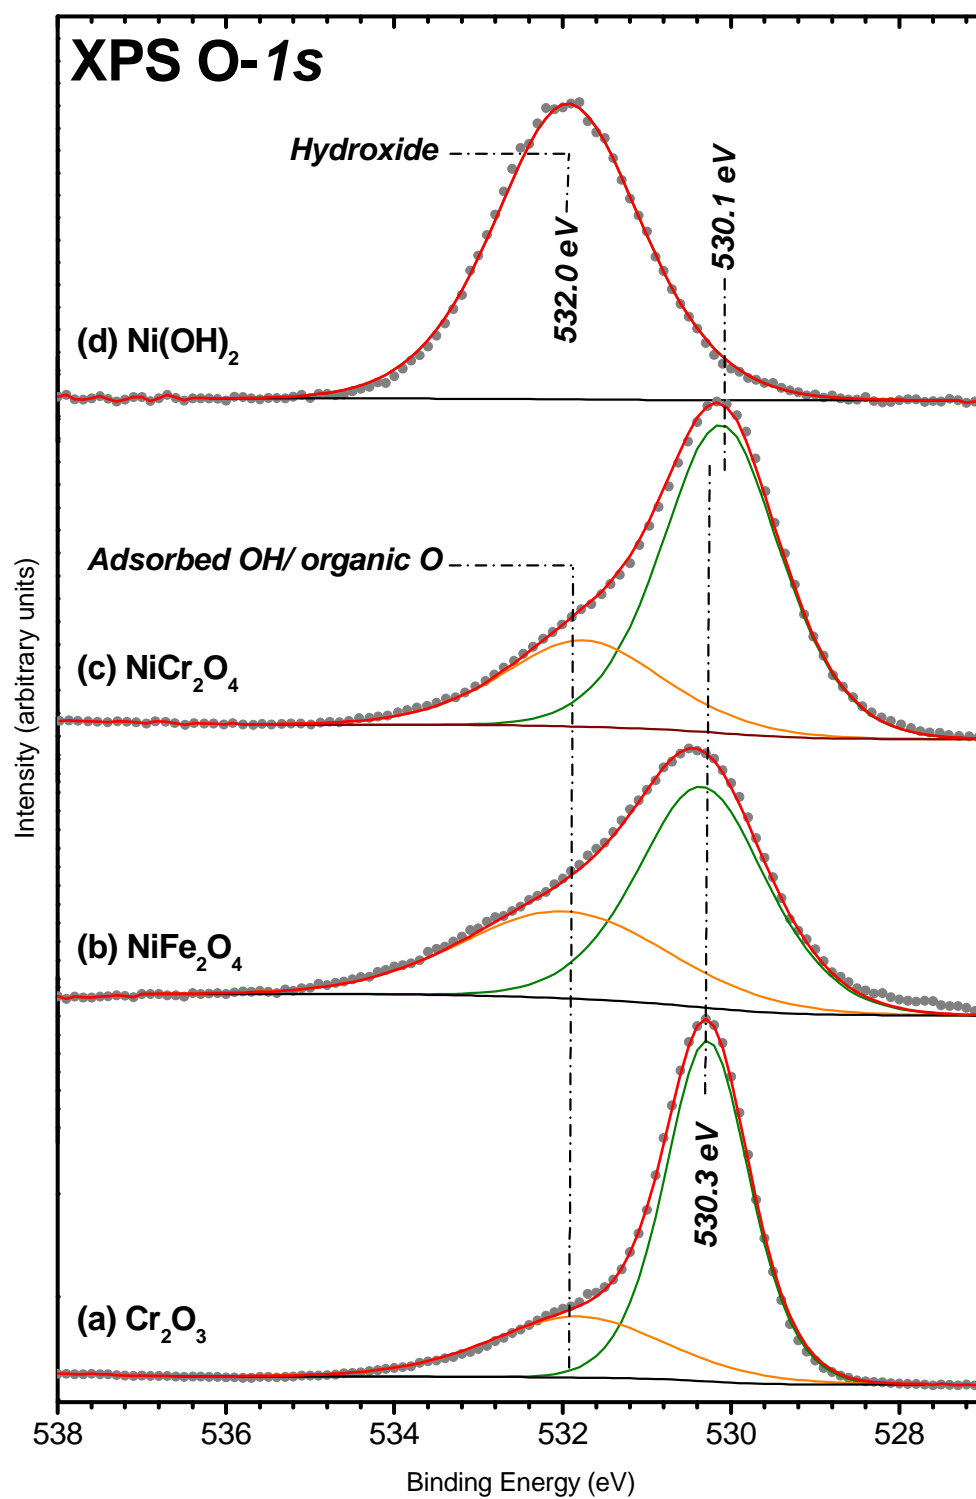 XPS O-1s
Hydroxide
532.0 eV
530.1 eV
(d) Ni(OH)₂
Adsorbed OH/ organic O
(c) NiCr₂O₄
(b) NiFe₂O₄
530.3 eV
(a) Cr₂O₃
Intensity (arbitrary units)
538 536 534 532 530 528
Binding Energy (eV)